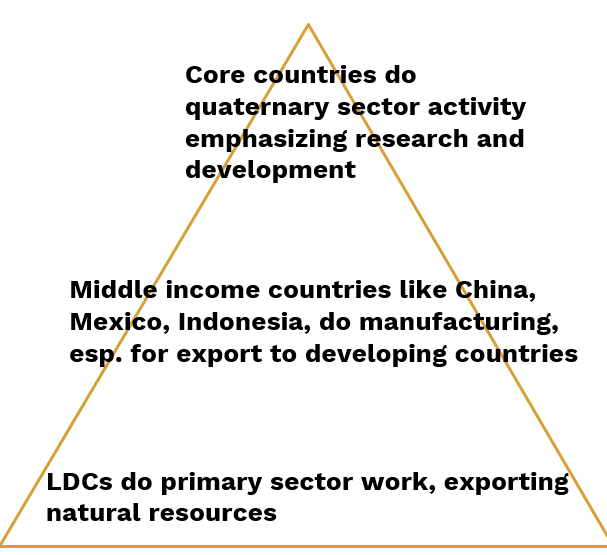 Core countries do
quaternary sector activity
emphasizing research and
development
Middle income countries like China,
Mexico, Indonesia, do manufacturing,
esp. for export to developing countries
LDCs do primary sector work, exporting
natural resources